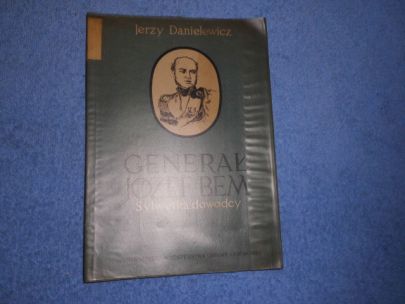 Jerzy Danielewicz
GENERAŁ
JÓZEF BEM
Sylwetka dowódcy